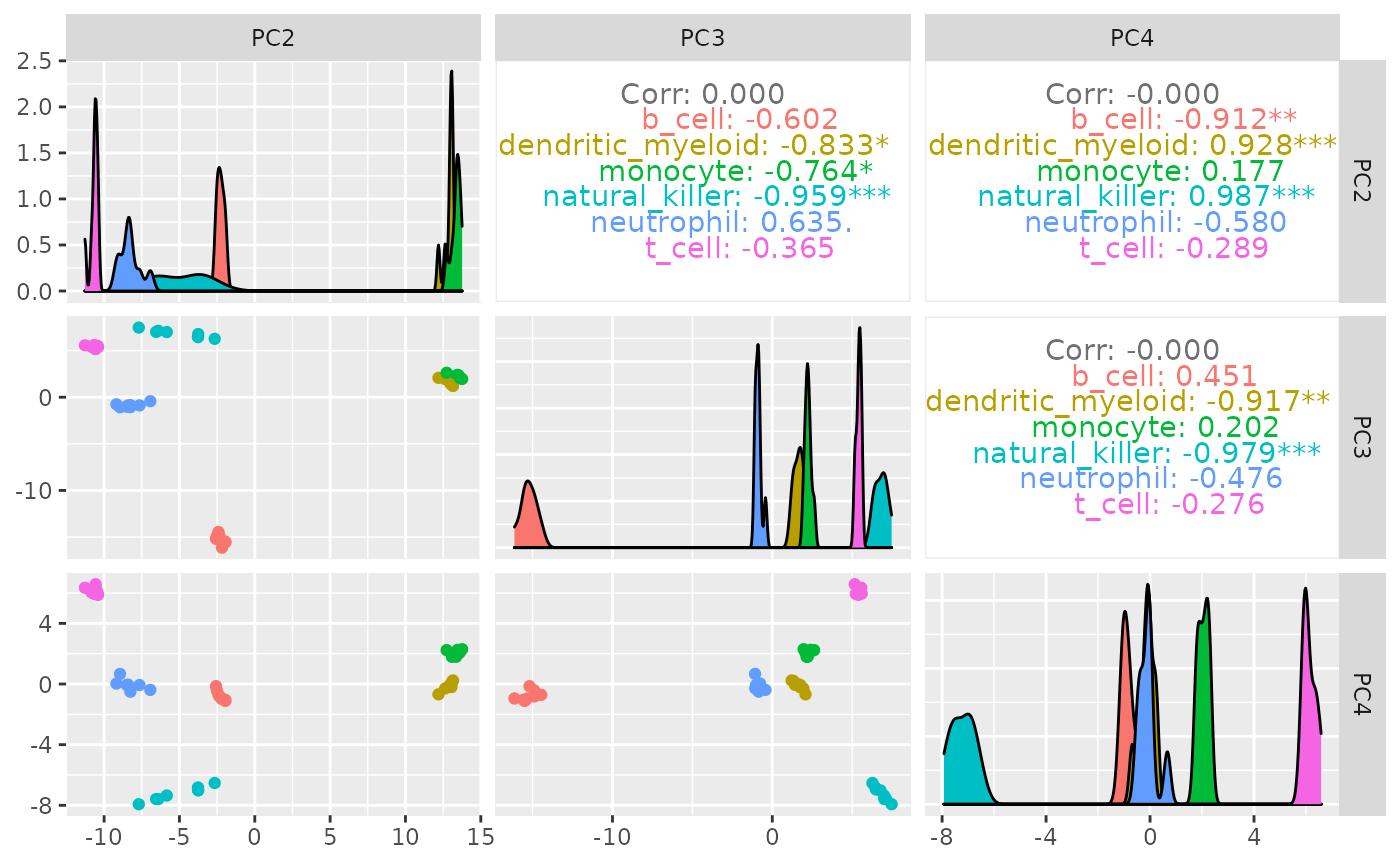 PC2
PC3
PC4
2.5
2.0
1.5
1.0
0.5
0.0
Corr: 0.000
b_cell: -0.602
dendritic_myeloid: -0.833*
monocyte: -0.764*
natural_killer: -0.959***
neutrophil: 0.635.
t_cell: -0.365
Corr: -0.000
b_cell: -0.912**
dendritic_myeloid: 0.928***
monocyte: 0.177
natural_killer: 0.987***
neutrophil: -0.580
t_cell: -0.289
PC2
0
-10
Corr: -0.000
b_cell: 0.451
dendritic_myeloid: -0.917**
monocyte: 0.202
natural_killer: -0.979***
neutrophil: -0.476
t_cell: -0.276
PC3
4
0
-4
-8
PC4
-10
-5
0
5
10
15
-10
0
-8
-4
0
4